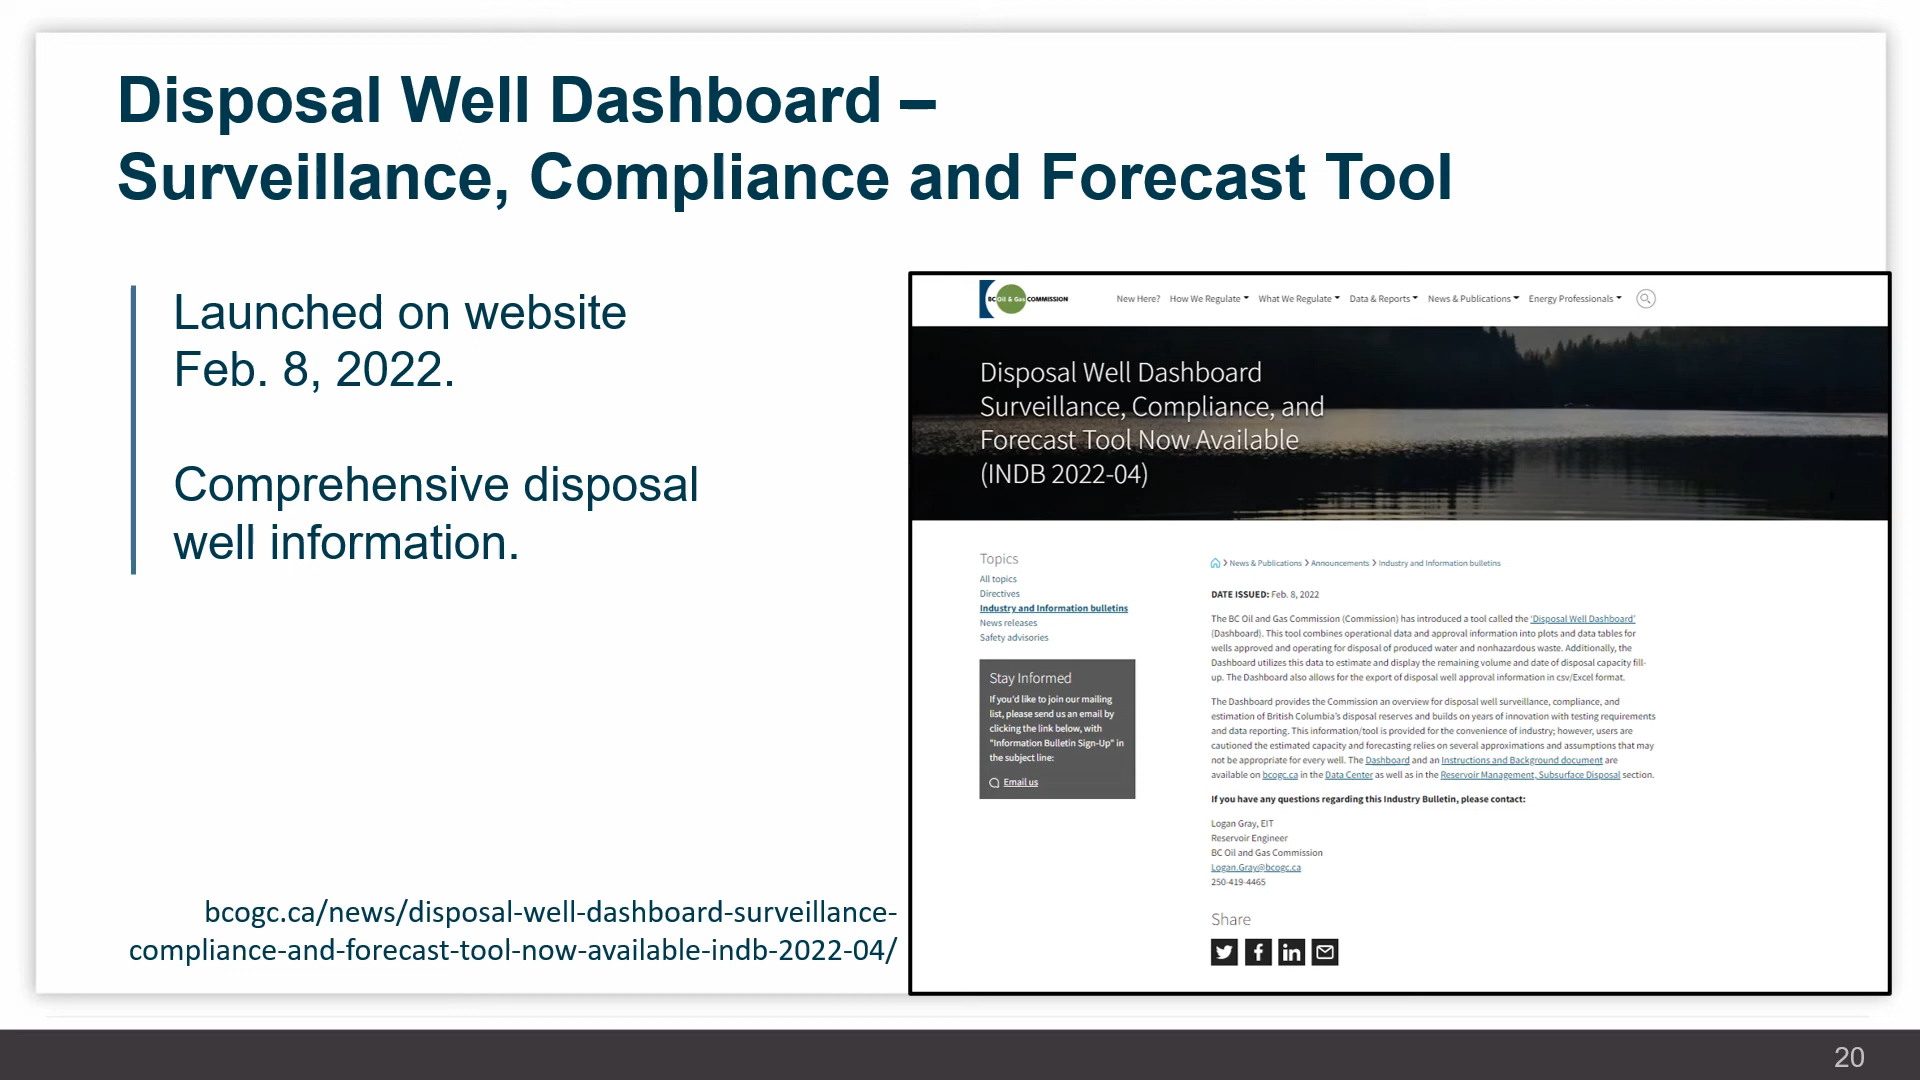 Disposal Well Dashboard –
Surveillance, Compliance and Forecast Tool
Launched on website
Feb. 8, 2022.
Comprehensive disposal
well information.
bcogc.ca/news/disposal-well-dashboard-surveillance-
compliance-and-forecast-tool-now-available-indb-2022-04/
BC Oil & Gas COMMISSION
New Here? How We Regulate What We Regulate Data & Reports News & Publications Energy Professionals
Disposal Well Dashboard
Surveillance, Compliance, and
Forecast Tool Now Available
(INDB 2022-04)
Topics
All topics
Directives
Industry and Information bulletins
News releases
Safety advisories
Stay Informed
If you'd like to join our mailing
list, please send us an email by
clicking the link below, with
"Information Bulletin Sign-Up" in
the subject line:
Email us
News & Publications > Announcements > Industry and Information bulletins
DATE ISSUED: Feb. 8, 2022
The BC Oil and Gas Commission (Commission) has introduced a tool called the 'Disposal Well Dashboard'
(Dashboard). This tool combines operational data and approval information into plots and data tables for
wells approved and operating for disposal of produced water and nonhazardous waste. Additionally, the
Dashboard utilizes this data to estimate and display the remaining volume and date of disposal capacity fill-
up. The Dashboard also allows for the export of disposal well approval information in csv/Excel format.
The Dashboard provides the Commission an overview for disposal well surveillance, compliance, and
estimation of British Columbia's disposal reserves and builds on years of innovation with testing requirements
and data reporting. This information/tool is provided for the convenience of industry; however, users are
cautioned the estimated capacity and forecasting relies on several approximations and assumptions that may
not be appropriate for every well. The Dashboard and an Instructions and Background document are
available on bcogc.ca in the Data Center as well as in the Reservoir Management, Subsurface Disposal section.
If you have any questions regarding this Industry Bulletin, please contact:
Logan Gray, EIT
Reservoir Engineer
BC Oil and Gas Commission
Logan.Gray@bcogc.ca
250-419-4465
Share
20